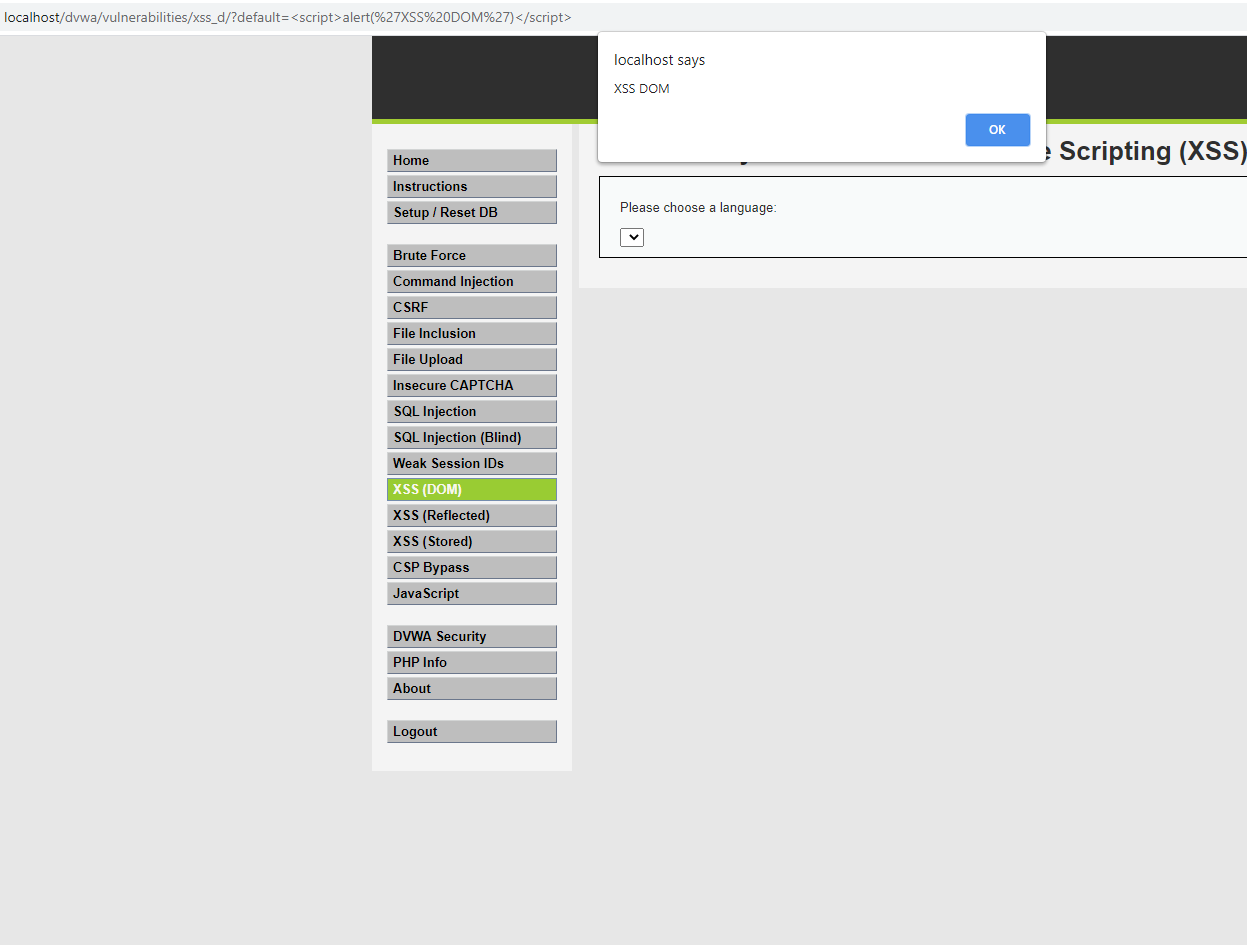 localhost/dvwa/vulnerabilities/xss_d/?default=<script>alert(%27XSS%20DOM%27)</script>
localhost says
XSS DOM
OK
Scripting (XSS)
Home
Instructions
Setup / Reset DB
Please choose a language:
Brute Force
Command Injection
CSRF
File Inclusion
File Upload
Insecure CAPTCHA
SQL Injection
SQL Injection (Blind)
Weak Session IDs
XSS (DOM)
XSS (Reflected)
XSS (Stored)
CSP Bypass
JavaScript
DVWA Security
PHP Info
About
Logout